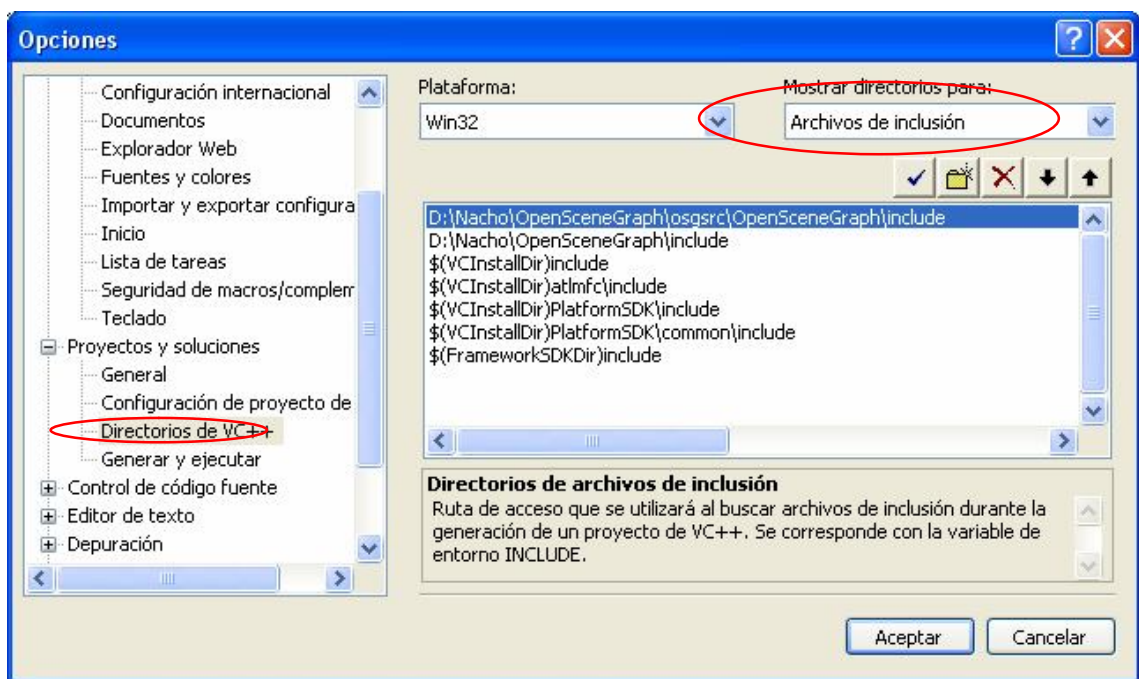 Opciones
Configuración internacional
Documentos
Explorador Web
Fuentes y colores
Importar y exportar configura
Inicio
Lista de tareas
Seguridad de macros/complem
Teclado
Proyectos y soluciones
General
Configuración de proyecto de
Directorios de VC++
Generar y ejecutar
Control de código fuente
Editor de texto
Depuración
Plataforma:
Win32
Mostrar directorios para:
Archivos de inclusión
D:\Nacho\OpenSceneGraph\osgsrc\OpenSceneGraph\include
D:\Nacho\OpenSceneGraph\include
$(VCInstallDir)include
$(VCInstallDir)atlmfc\include
$(VCInstallDir)PlatformSDK\include
$(VCInstallDir)PlatformSDK\common\include
$(FrameworkSDKDir)include
Directorios de archivos de inclusión
Ruta de acceso que se utilizará al buscar archivos de inclusión durante la
generación de un proyecto de VC++. Se corresponde con la variable de
entorno INCLUDE.
Aceptar
Cancelar